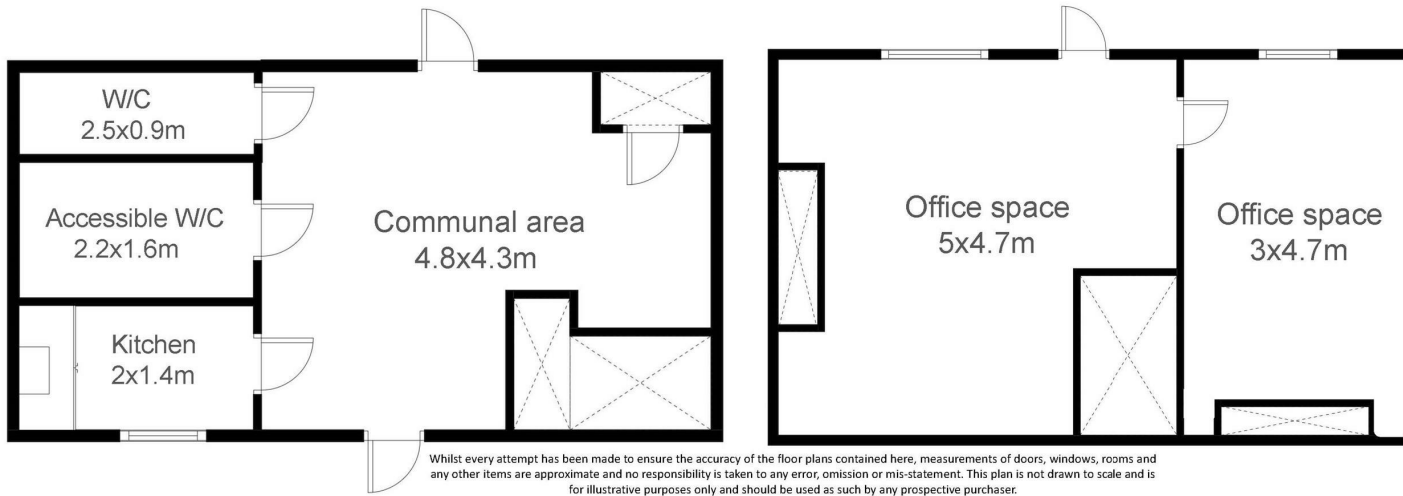 W/C
2.5x0.9m
Accessible W/C
2.2x1.6m
Kitchen
2x1.4m
Communal area
4.8x4.3m
Office space
5x4.7m
Office space
3x4.7m
Whilst every attempt has been made to ensure the accuracy of the floor plans contained here, measurements of doors, windows, rooms and
any other items are approximate and no responsibility is taken to any error, omission or mis-statement. This plan is not drawn to scale and is
for illustrative purposes only and should be used as such by any prospective purchaser.